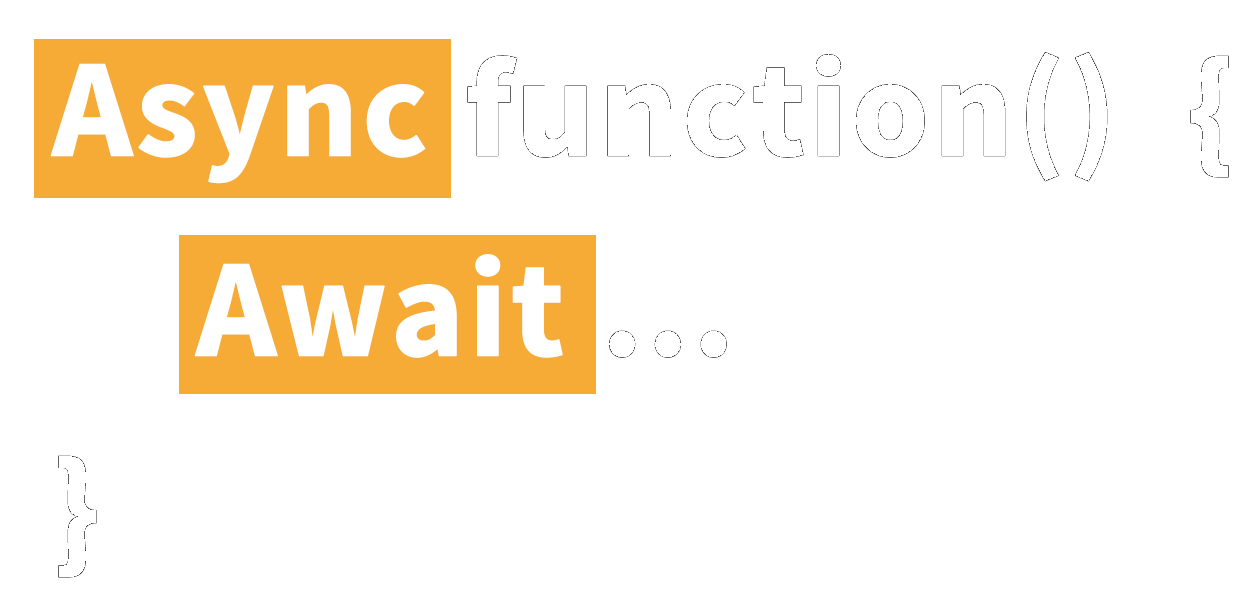 Async function() {
Await ...
}